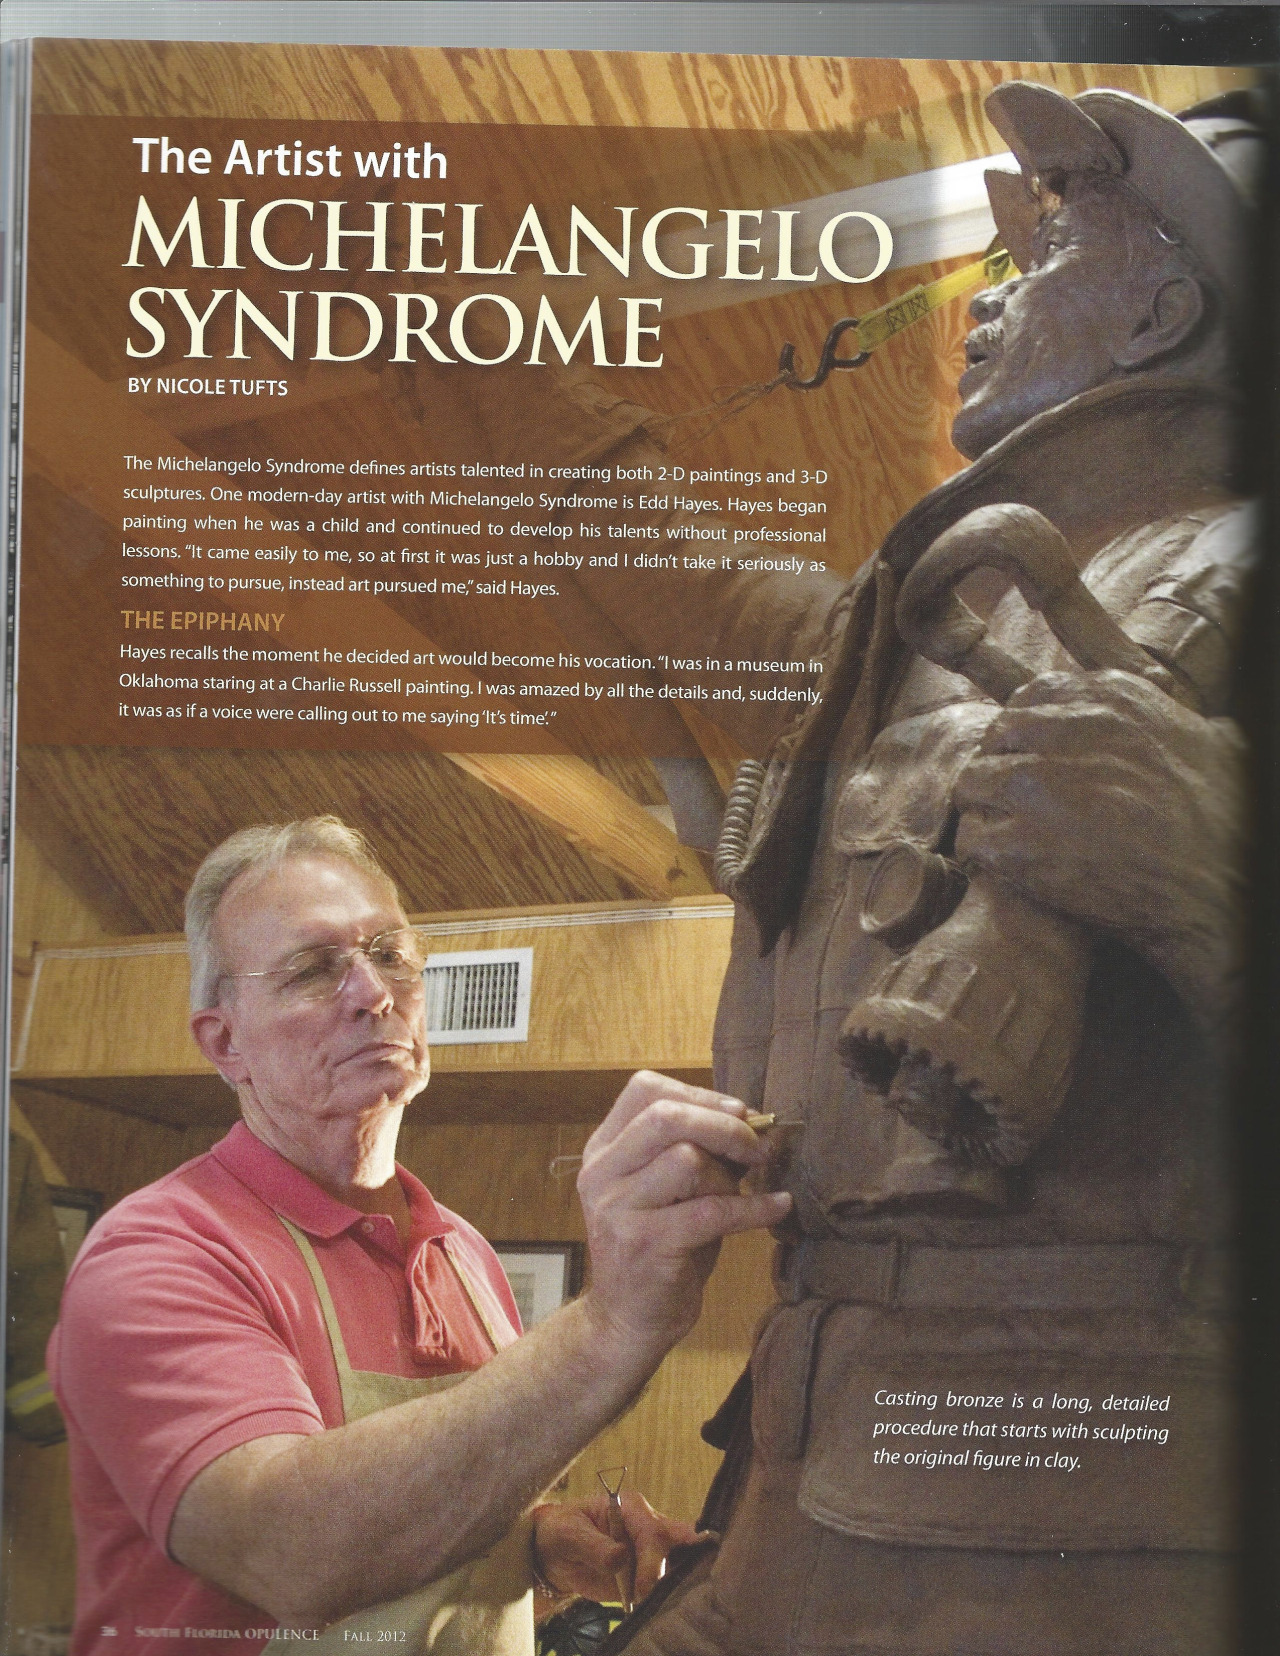 The Artist with
MICHELANGELO
SYNDROME
BY NICOLE TUFTS
The Michelangelo Syndrome defines artists talented in creating both 2-D paintings and 3-D
sculptures. One modern-day artist with Michelangelo Syndrome is Edd Hayes. Hayes began
painting when he was a child and continued to develop his talents without professional
lessons. “It came easily to me, so at first it was just a hobby and I didn’t take it seriously as
something to pursue, instead art pursued me,” said Hayes.
THE EPIPHANY
Hayes recalls the moment he decided art would become his vocation. “I was in a museum in
Oklahoma staring at a Charlie Russell painting. I was amazed by all the details and, suddenly,
it was as if a voice were calling out to me saying ‘It’s time’.”
Casting bronze is a long, detailed
procedure that starts with sculpting
the original figure in clay.
36 SOUTH FLORIDA OPULENCE FALL 2012